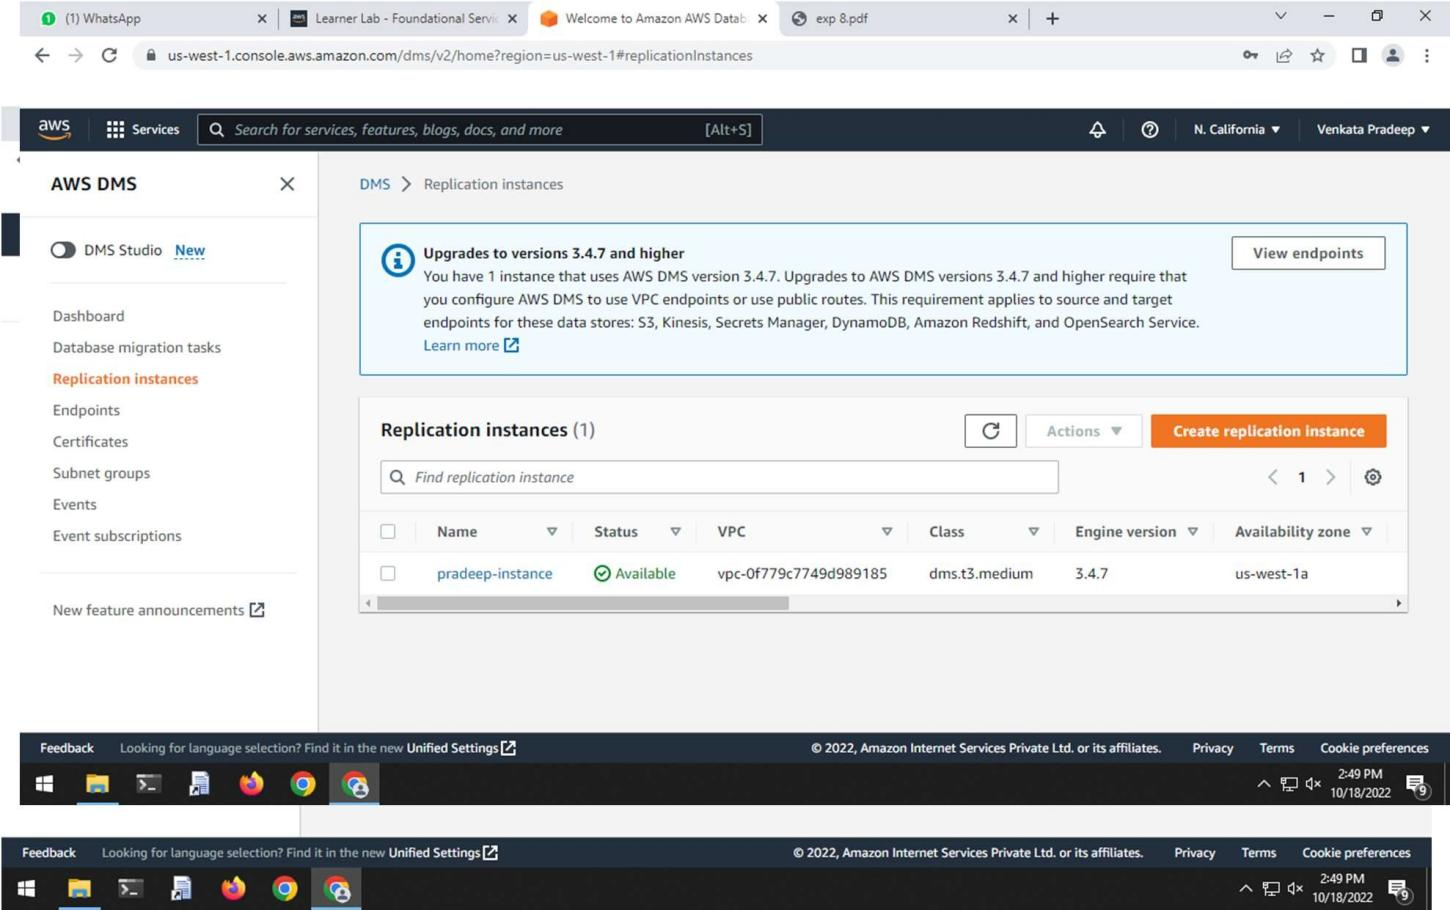 (1) WhatsApp
Learner Lab - Foundational Servic
Welcome to Amazon AWS Datab
exp 8.pdf
us-west-1.console.aws.amazon.com/dms/v2/home?region=us-west-1#replicationInstances
aws
Services
Search for services, features, blogs, docs, and more
[Alt+S]
N. California
Venkata Pradeep
AWS DMS
DMS Studio New
Dashboard
Database migration tasks
Replication instances
Endpoints
Certificates
Subnet groups
Events
Event subscriptions
New feature announcements
DMS > Replication instances
Upgrades to versions 3.4.7 and higher
You have 1 instance that uses AWS DMS version 3.4.7. Upgrades to AWS DMS versions 3.4.7 and higher require that
you configure AWS DMS to use VPC endpoints or use public routes. This requirement applies to source and target
endpoints for these data stores: S3, Kinesis, Secrets Manager, DynamoDB, Amazon Redshift, and OpenSearch Service.
Learn more
View endpoints
Replication instances (1)
Actions
Create replication instance
Find replication instance
1
Name Status VPC Class Engine version Availability zone
pradeep-instance Available vpc-0f779c7749d989185 dms.t3.medium 3.4.7 us-west-1a
Feedback Looking for language selection? Find it in the new Unified Settings © 2022, Amazon Internet Services Private Ltd. or its affiliates. Privacy Terms Cookie preferences
2:49 PM
10/18/2022
9
Feedback Looking for language selection? Find it in the new Unified Settings © 2022, Amazon Internet Services Private Ltd. or its affiliates. Privacy Terms Cookie preferences
2:49 PM
10/18/2022
9